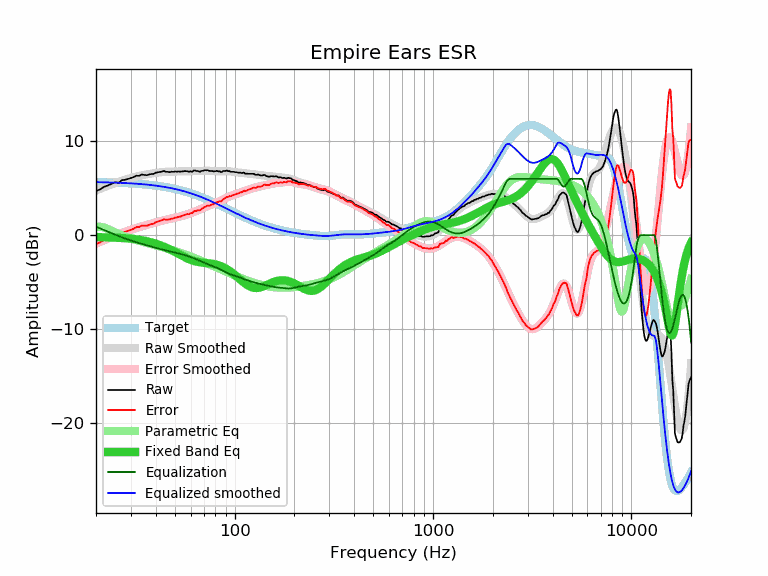 Empire Ears ESR
Amplitude (dBr)
10
0
−10
−20
Target
Raw Smoothed
Error Smoothed
Raw
Error
Parametric Eq
Fixed Band Eq
Equalization
Equalized smoothed
100
1000
10000
Frequency (Hz)